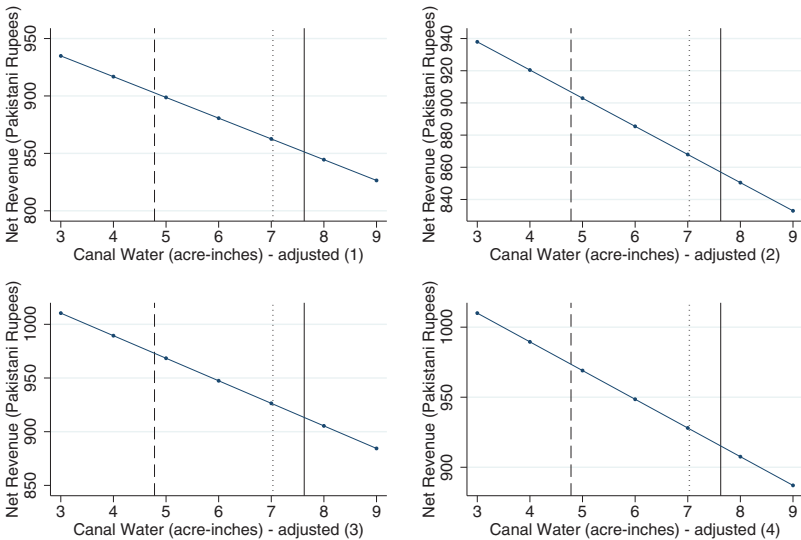 Net Revenue (Pakistani Rupees)
950
900
850
800
3 4 5 6 7 8 9
Canal Water (acre-inches) - adjusted (1)
Net Revenue (Pakistani Rupees)
940
920
900
880
860
840
3 4 5 6 7 8 9
Canal Water (acre-inches) - adjusted (2)
Net Revenue (Pakistani Rupees)
1000
950
900
850
3 4 5 6 7 8 9
Canal Water (acre-inches) - adjusted (3)
Net Revenue (Pakistani Rupees)
1000
950
900
3 4 5 6 7 8 9
Canal Water (acre-inches) - adjusted (4)